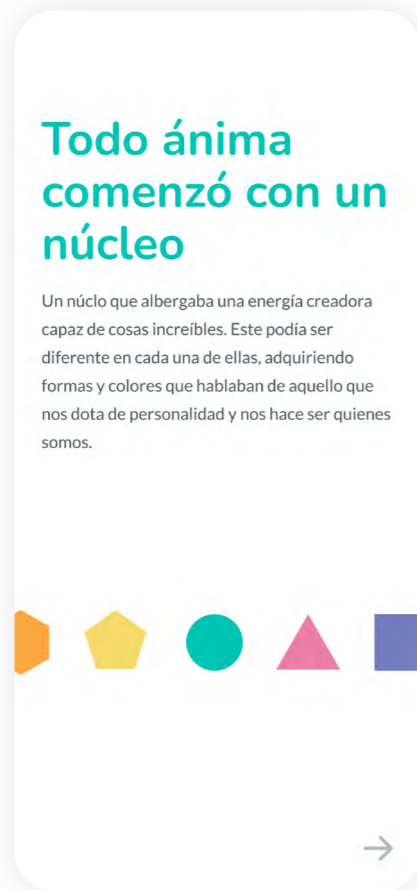 Todo ánima
comenzó con un
núcleo
Un núclo que albergaba una energía creadora
capaz de cosas increíbles. Este podía ser
diferente en cada una de ellas, adquiriendo
formas y colores que hablaban de aquello que
nos dota de personalidad y nos hace ser quienes
somos.